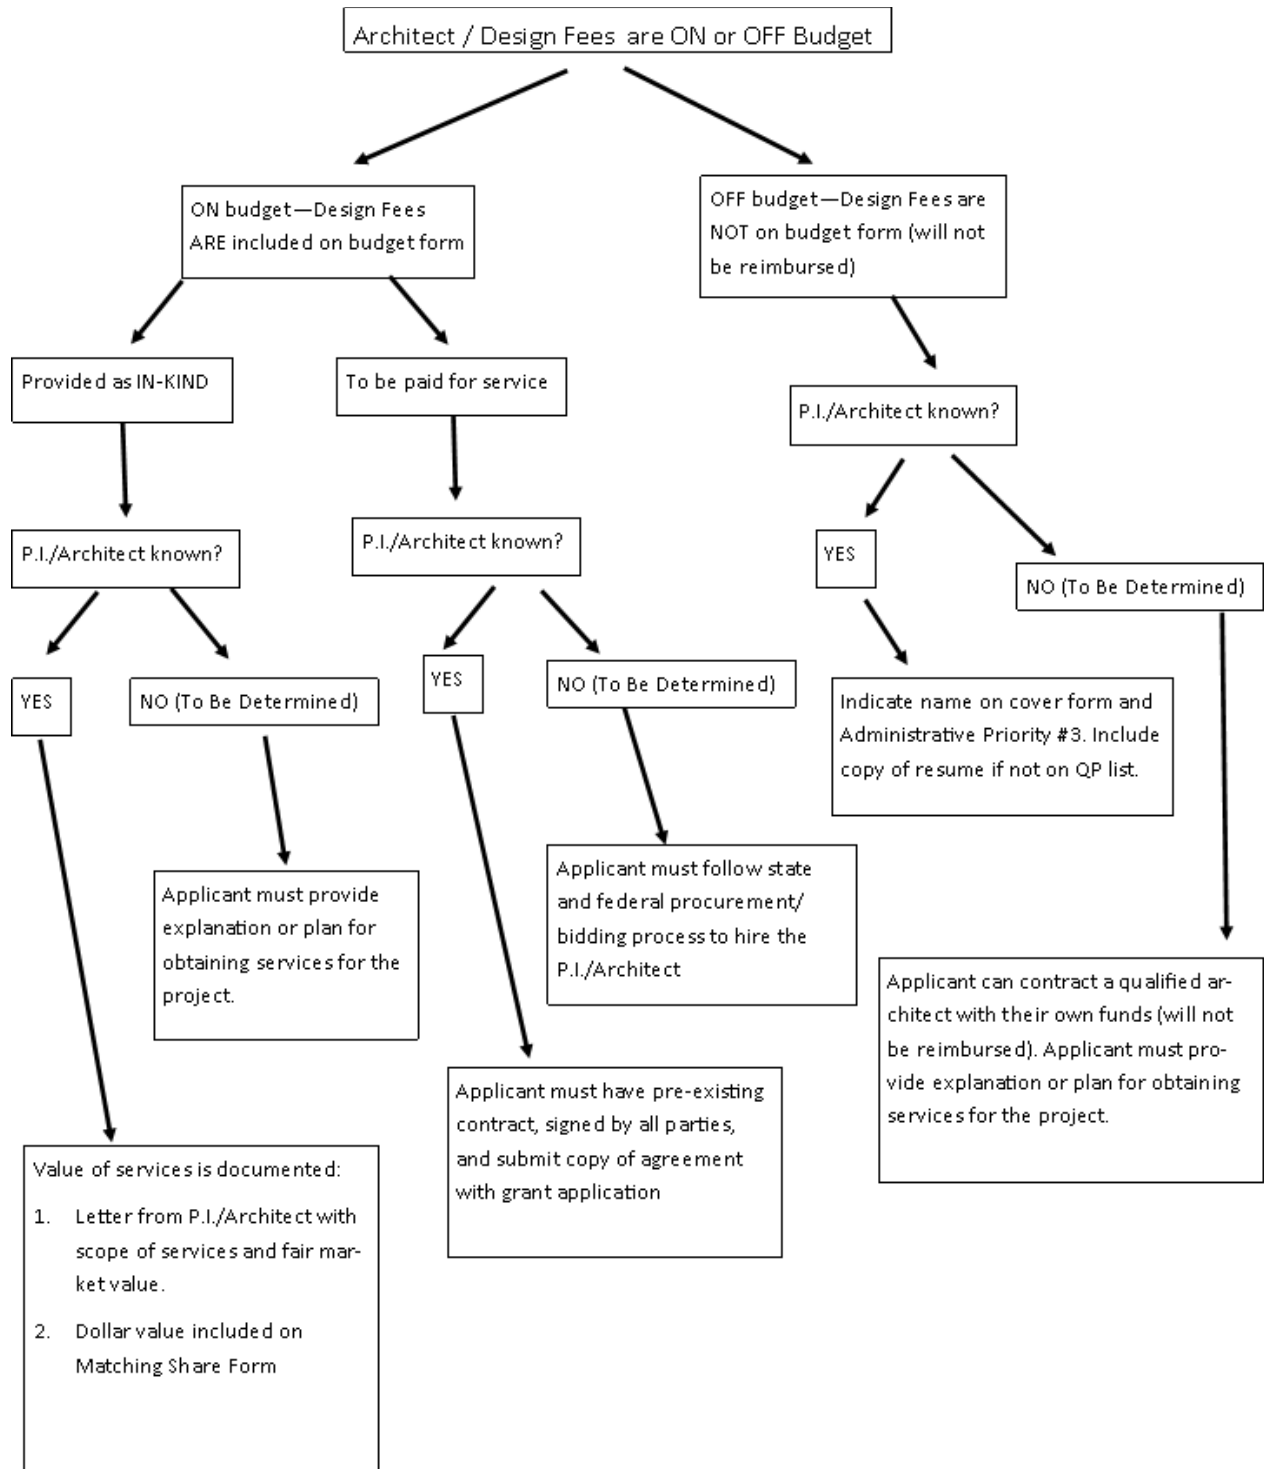 Architect / Design Fees are ON or OFF Budget
ON budget—Design Fees
ARE included on budget form
OFF budget—Design Fees are
NOT on budget form (will not
be reimbursed)
Provided as IN-KIND
To be paid for service
P.I./Architect known?
P.I./Architect known?
P.I./Architect known?
YES
NO (To Be Determined)
YES
NO (To Be Determined)
YES
NO (To Be Determined)
Indicate name on cover form and
Administrative Priority #3. Include
copy of resume if not on QP list.
Applicant must provide
explanation or plan for
obtaining services for the
project.
Applicant must follow state
and federal procurement/
bidding process to hire the
P.I./Architect
Applicant can contract a qualified ar-
chitect with their own funds (will not
be reimbursed). Applicant must pro-
vide explanation or plan for obtaining
services for the project.
Applicant must have pre-existing
contract, signed by all parties,
and submit copy of agreement
with grant application
Value of services is documented:
1. Letter from P.I./Architect with
scope of services and fair mar-
ket value.
2. Dollar value included on
Matching Share Form